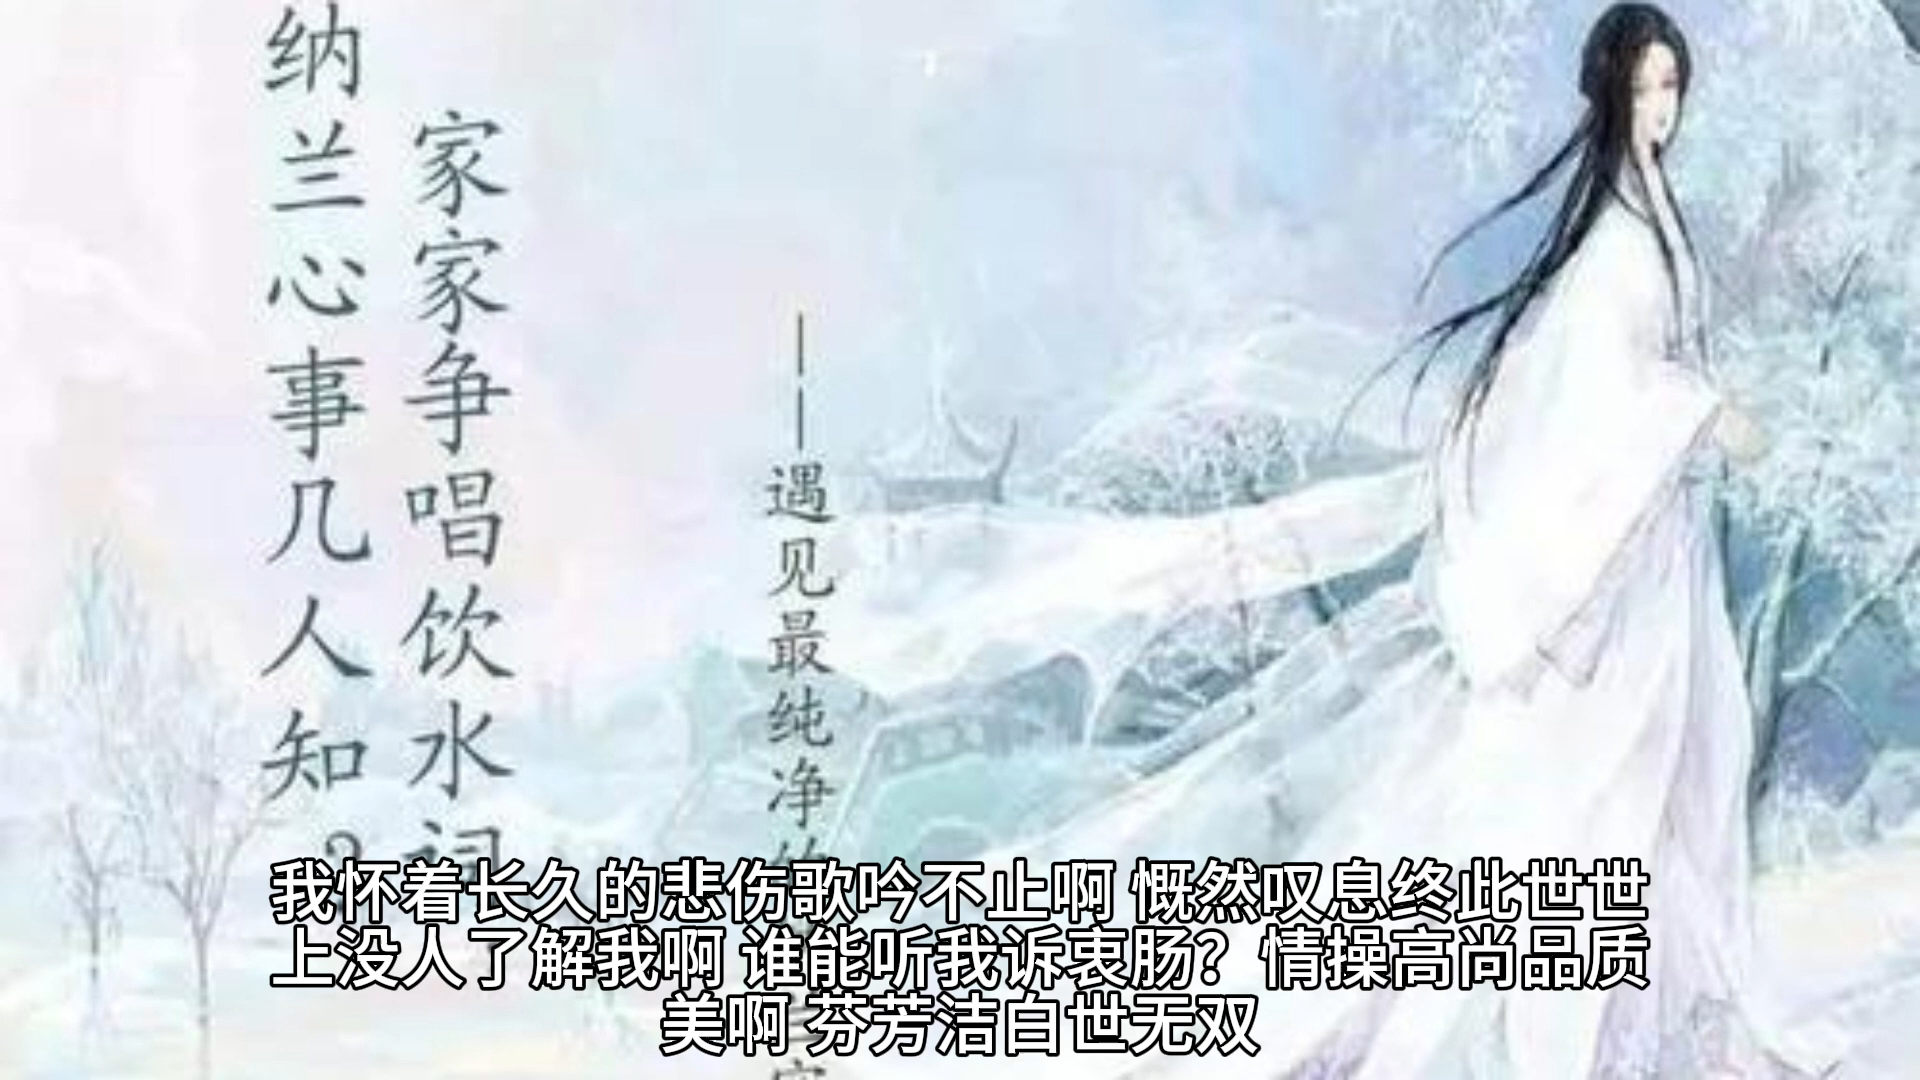 家家争唱饮水词
纳兰心事几人知?
——遇见最纯净的
我怀着长久的悲伤歌吟不止啊 慨然叹息终此世世
上没人了解我啊 谁能听我诉衷肠？情操高尚品质
美啊 芬芳洁白世无双